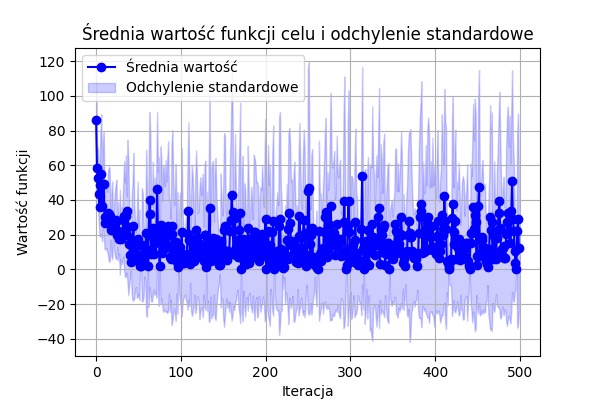 Średnia wartość funkcji celu i odchylenie standardowe
Średnia wartość
Odchylenie standardowe
Wartość funkcji
120
100
80
60
40
20
0
−20
−40
0 100 200 300 400 500
Iteracja